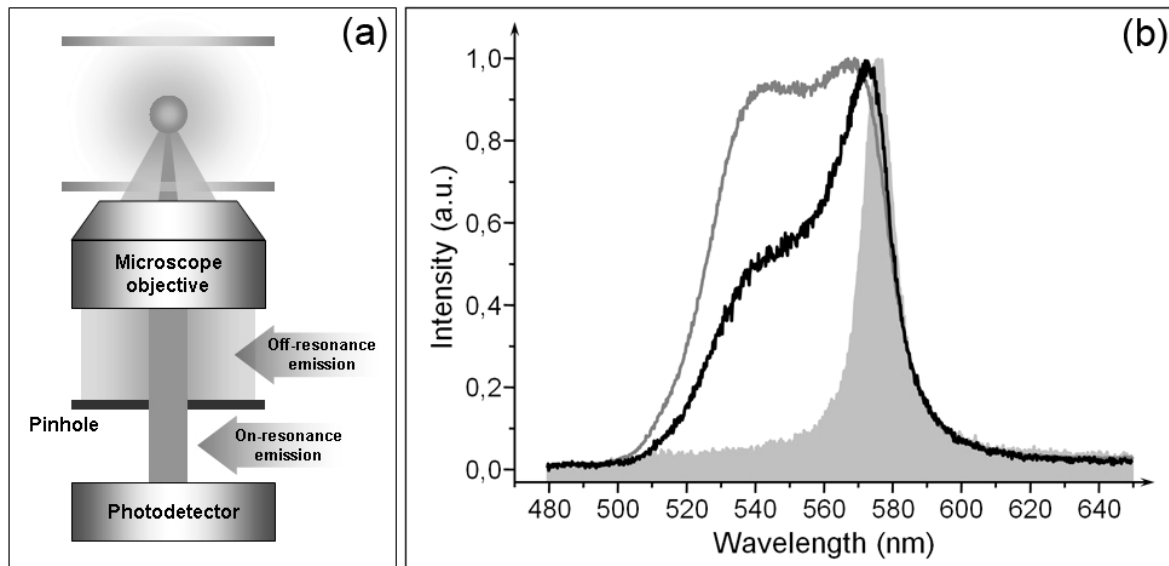 (a)
Microscope
objective
Off-resonance
emission
Pinhole
On-resonance
emission
Photodetector
(b)
Intensity (a.u.)
1,0
0,8
0,6
0,4
0,2
0,0
480 500 520 540 560 580 600 620 640
Wavelength (nm)